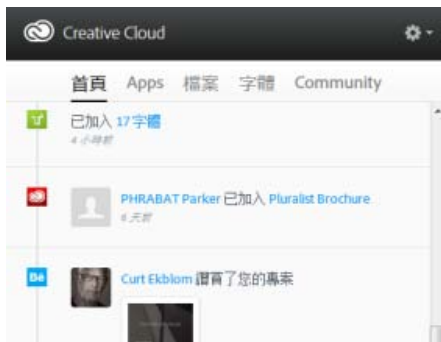 Creative Cloud
首頁 Apps 檔案 字體 Community
已加入 17 字體
4 小時前
PHRABAT Parker 已加入 Pluralist Brochure
6 天前
Bē
Curt Ekblom 讚賞了您的專案